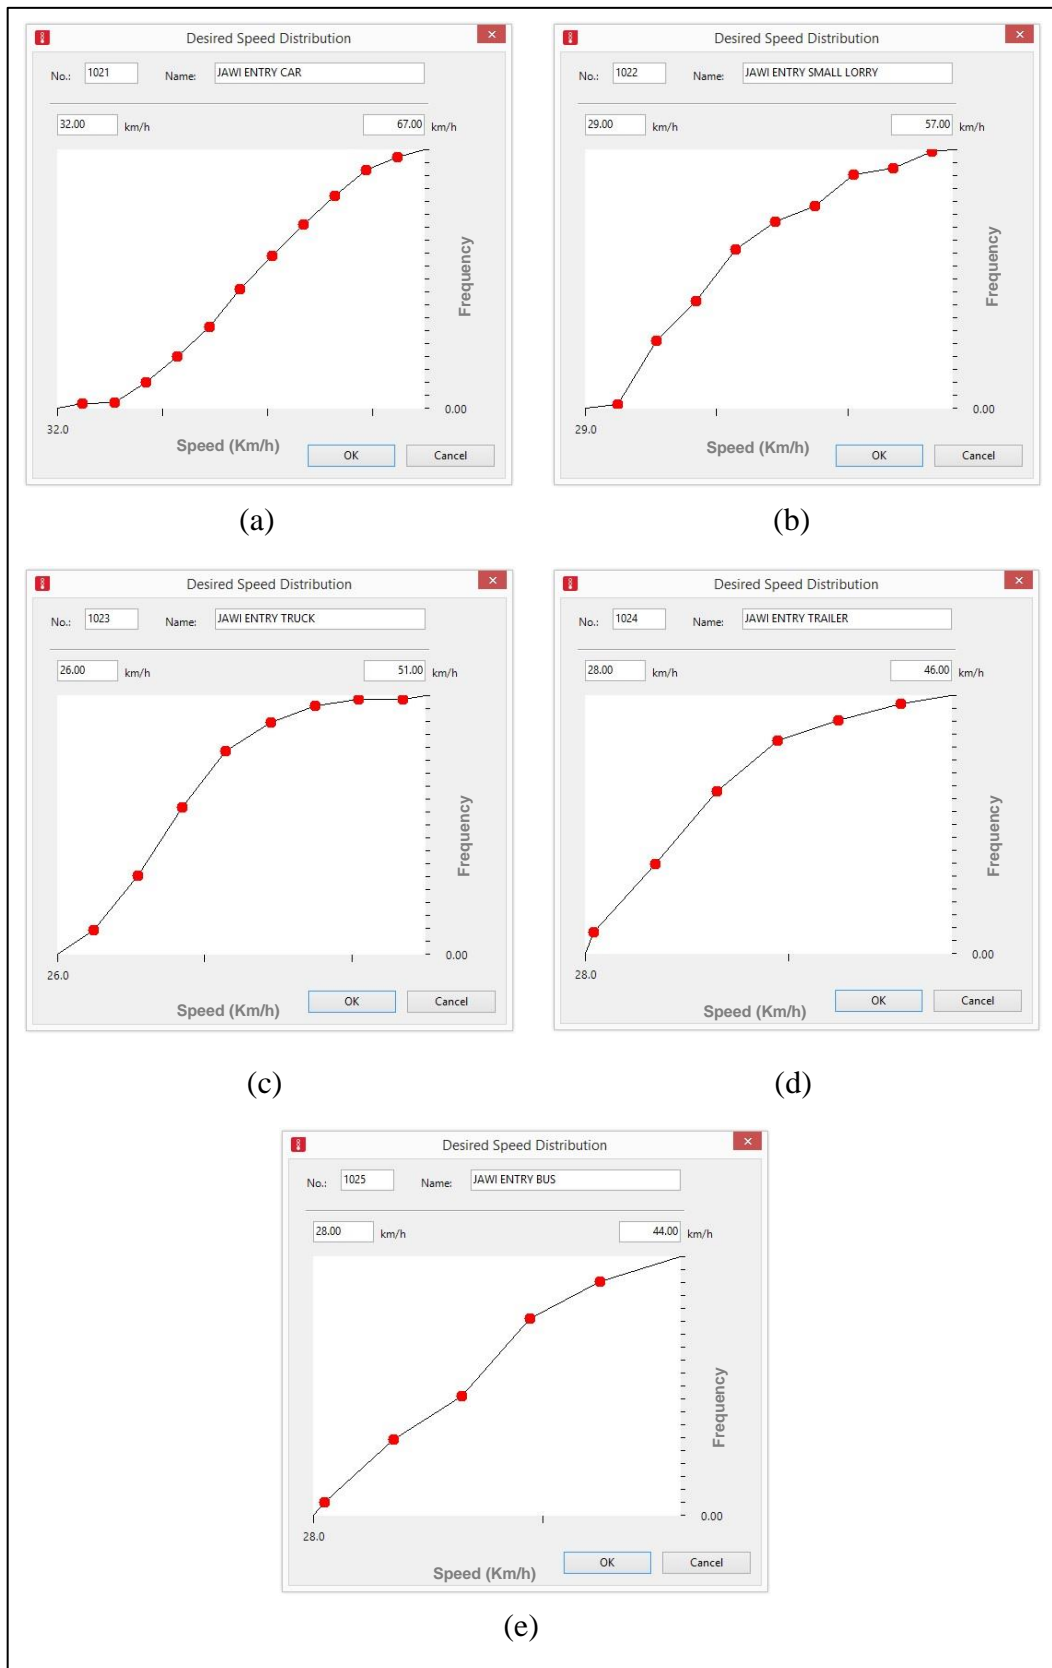 Desired Speed Distribution
No.: 1021 Name: JAWI ENTRY CAR
32.00 km/h 67.00 km/h
Frequency
0.00
32.0
Speed (Km/h)
OK Cancel
(a)
Desired Speed Distribution
No.: 1022 Name: JAWI ENTRY SMALL LORRY
29.00 km/h 57.00 km/h
Frequency
0.00
29.0
Speed (Km/h)
OK Cancel
(b)
Desired Speed Distribution
No.: 1023 Name: JAWI ENTRY TRUCK
26.00 km/h 51.00 km/h
Frequency
0.00
26.0
Speed (Km/h)
OK Cancel
(c)
Desired Speed Distribution
No.: 1024 Name: JAWI ENTRY TRAILER
28.00 km/h 46.00 km/h
Frequency
0.00
28.0
Speed (Km/h)
OK Cancel
(d)
Desired Speed Distribution
No.: 1025 Name: JAWI ENTRY BUS
28.00 km/h 44.00 km/h
Frequency
0.00
28.0
Speed (Km/h)
OK Cancel
(e)